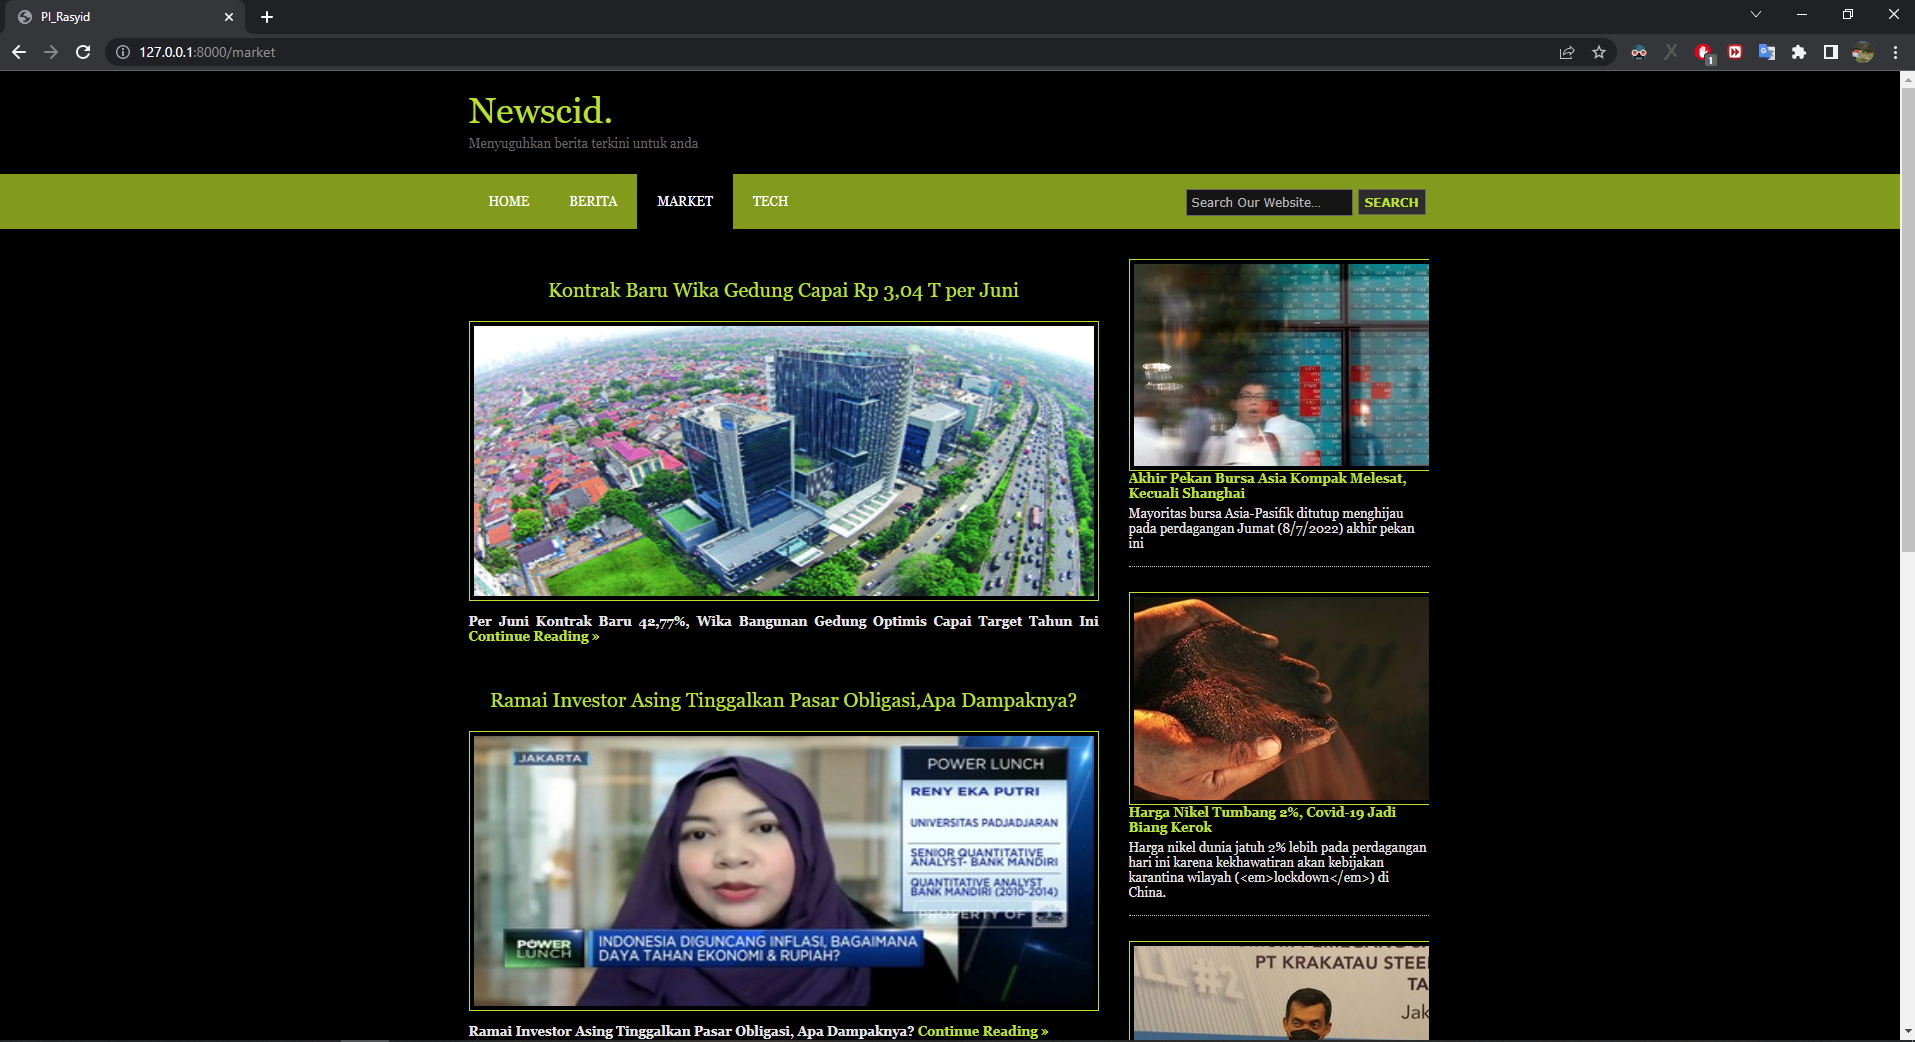 PI_Rasyid
127.0.0.1:8000/market
1
Newscid.
Menyuguhkan berita terkini untuk anda
HOME
BERITA
MARKET
TECH
Search Our Website...
SEARCH
Kontrak Baru Wika Gedung Capai Rp 3,04 T per Juni
Per Juni Kontrak Baru 42,77%, Wika Bangunan Gedung Optimis Capai Target Tahun Ini
Continue Reading »
Ramai Investor Asing Tinggalkan Pasar Obligasi,Apa Dampaknya?
JAKARTA
POWER LUNCH
RENY EKA PUTRI
UNIVERSITAS PADJADJARAN
SENIOR QUANTITATIVE
ANALYST- BANK MANDIRI
QUANTITATIVE ANALYST
BANK MANDIRI (2010-2014)
PROPERTY OF
POWER
LUNCH
INDONESIA DIGUNCANG INFLASI, BAGAIMANA
DAYA TAHAN EKONOMI & RUPIAH?
Ramai Investor Asing Tinggalkan Pasar Obligasi, Apa Dampaknya? Continue Reading »
Akhir Pekan Bursa Asia Kompak Melesat,
Kecuali Shanghai
Mayoritas bursa Asia-Pasifik ditutup menghijau
pada perdagangan Jumat (8/7/2022) akhir pekan
ini
Harga Nikel Tumbang 2%, Covid-19 Jadi
Biang Kerok
Harga nikel dunia jatuh 2% lebih pada perdagangan
hari ini karena kekhawatiran akan kebijakan
karantina wilayah (<em>lockdown</em>) di
China.
PT KRAKATAU STEE
TA
Jak